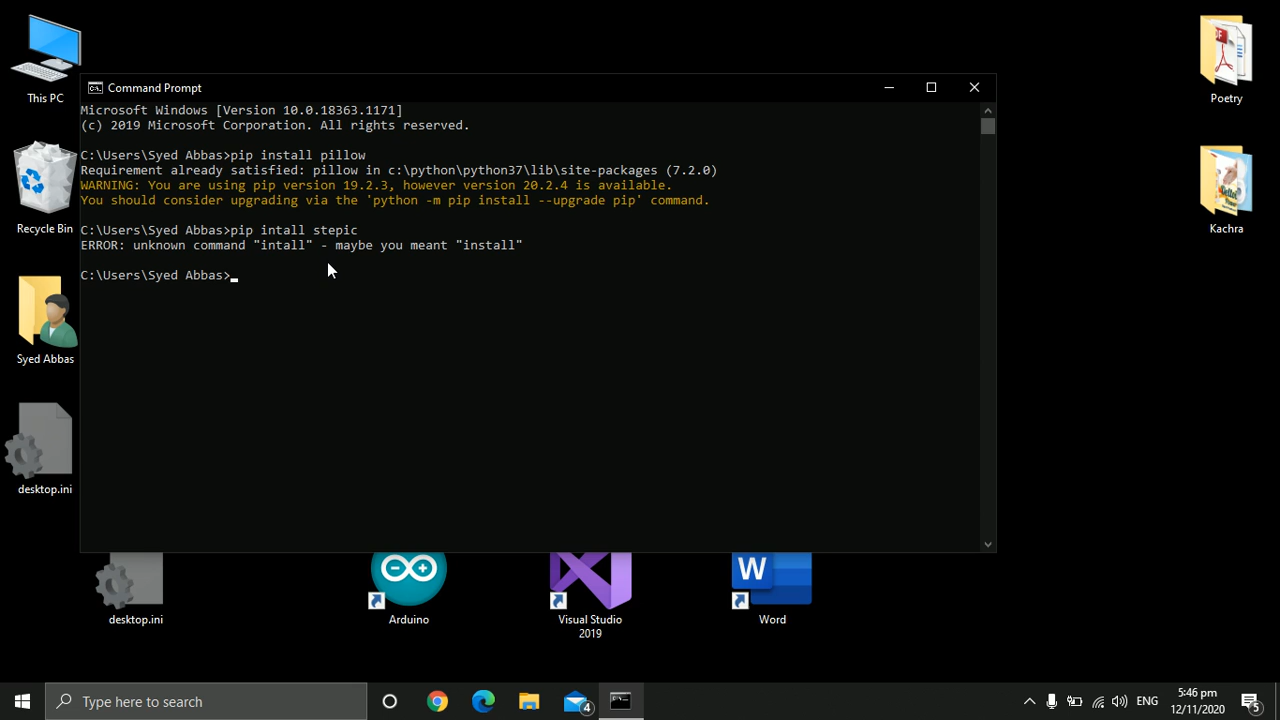 This PC
Recycle Bin
Syed Abbas
desktop.ini
Command Prompt
Microsoft Windows [Version 10.0.18363.1171]
(c) 2019 Microsoft Corporation. All rights reserved.
C:\Users\Syed Abbas>pip install pillow
Requirement already satisfied: pillow in c:\python\python37\lib\site-packages (7.2.0)
WARNING: You are using pip version 19.2.3, however version 20.2.4 is available.
You should consider upgrading via the 'python -m pip install --upgrade pip' command.
C:\Users\Syed Abbas>pip intall stepic
ERROR: unknown command "intall" - maybe you meant "install"
C:\Users\Syed Abbas>
Poetry
Kachra
desktop.ini
Arduino
Visual Studio
2019
W
Word
Type here to search
4
ENG
5:46 pm
12/11/2020
5